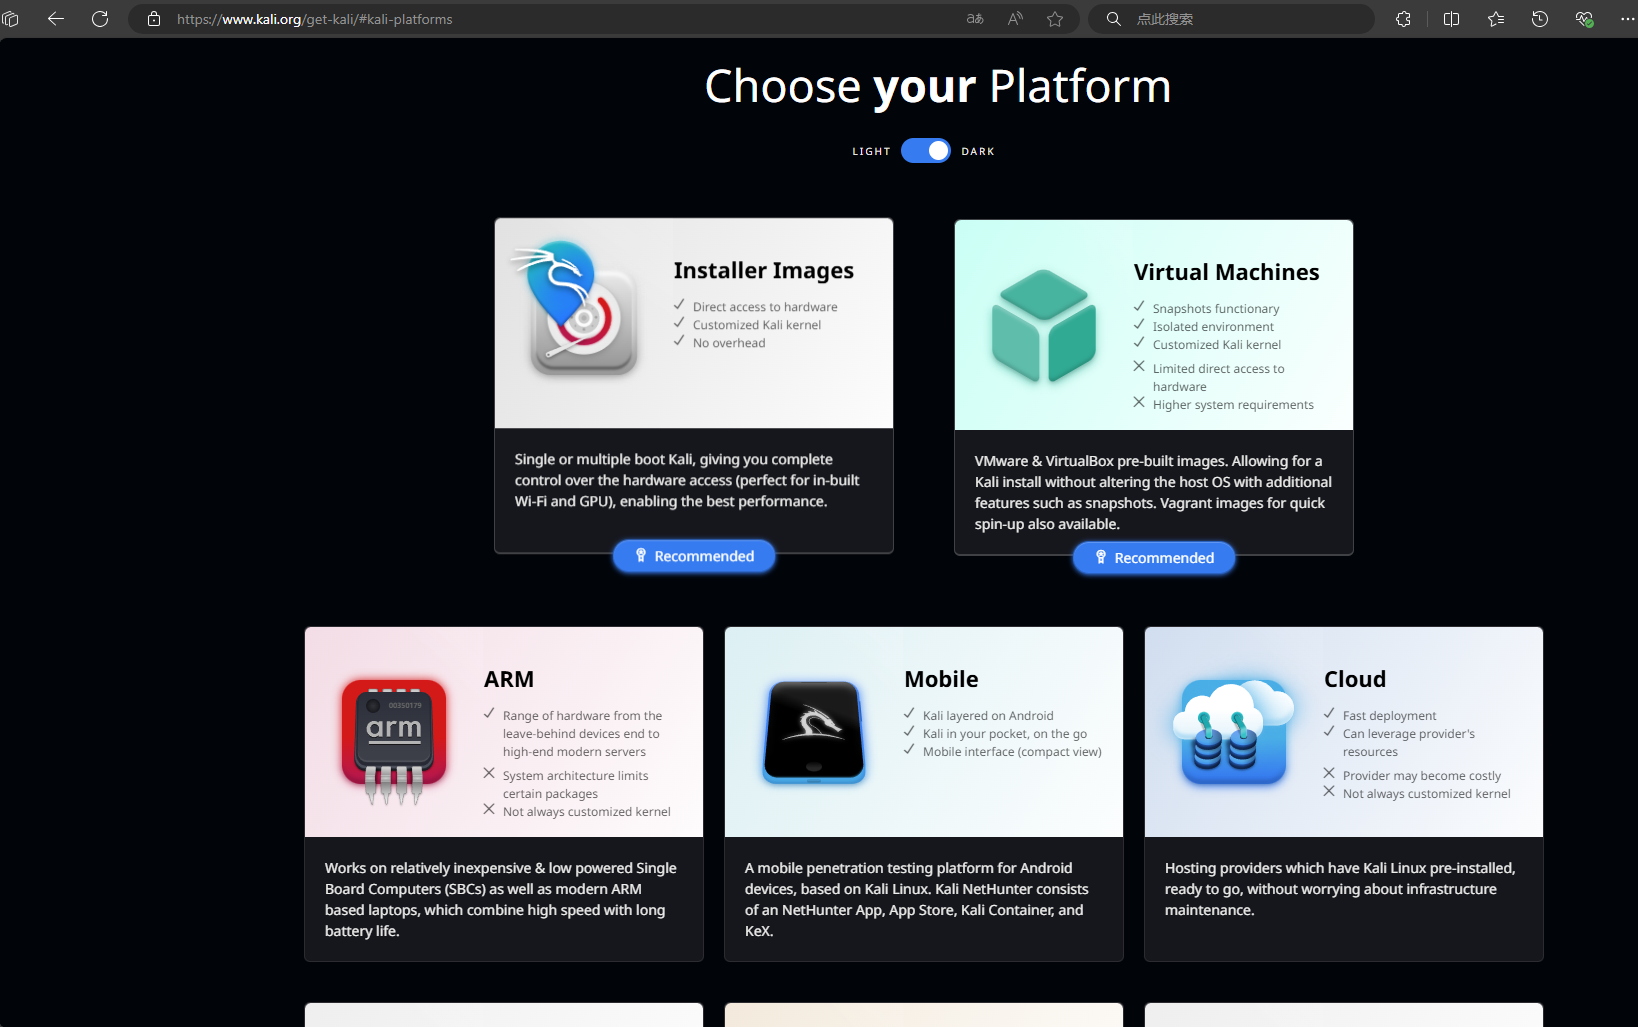 https://www.kali.org/get-kali/#kali-platforms
点此搜索
Choose your Platform
LIGHT
DARK
Installer Images
Direct access to hardware
Customized Kali kernel
No overhead
Single or multiple boot Kali, giving you complete
control over the hardware access (perfect for in-built
Wi-Fi and GPU), enabling the best performance.
Recommended
Virtual Machines
Snapshots functionary
Isolated environment
Customized Kali kernel
Limited direct access to
hardware
Higher system requirements
VMware & VirtualBox pre-built images. Allowing for a
Kali install without altering the host OS with additional
features such as snapshots. Vagrant images for quick
spin-up also available.
Recommended
00350179
arm
ARM
Range of hardware from the
leave-behind devices end to
high-end modern servers
System architecture limits
certain packages
Not always customized kernel
Works on relatively inexpensive & low powered Single
Board Computers (SBCs) as well as modern ARM
based laptops, which combine high speed with long
battery life.
Mobile
Kali layered on Android
Kali in your pocket, on the go
Mobile interface (compact view)
A mobile penetration testing platform for Android
devices, based on Kali Linux. Kali NetHunter consists
of an NetHunter App, App Store, Kali Container, and
KeX.
Cloud
Fast deployment
Can leverage provider's
resources
Provider may become costly
Not always customized kernel
Hosting providers which have Kali Linux pre-installed,
ready to go, without worrying about infrastructure
maintenance.